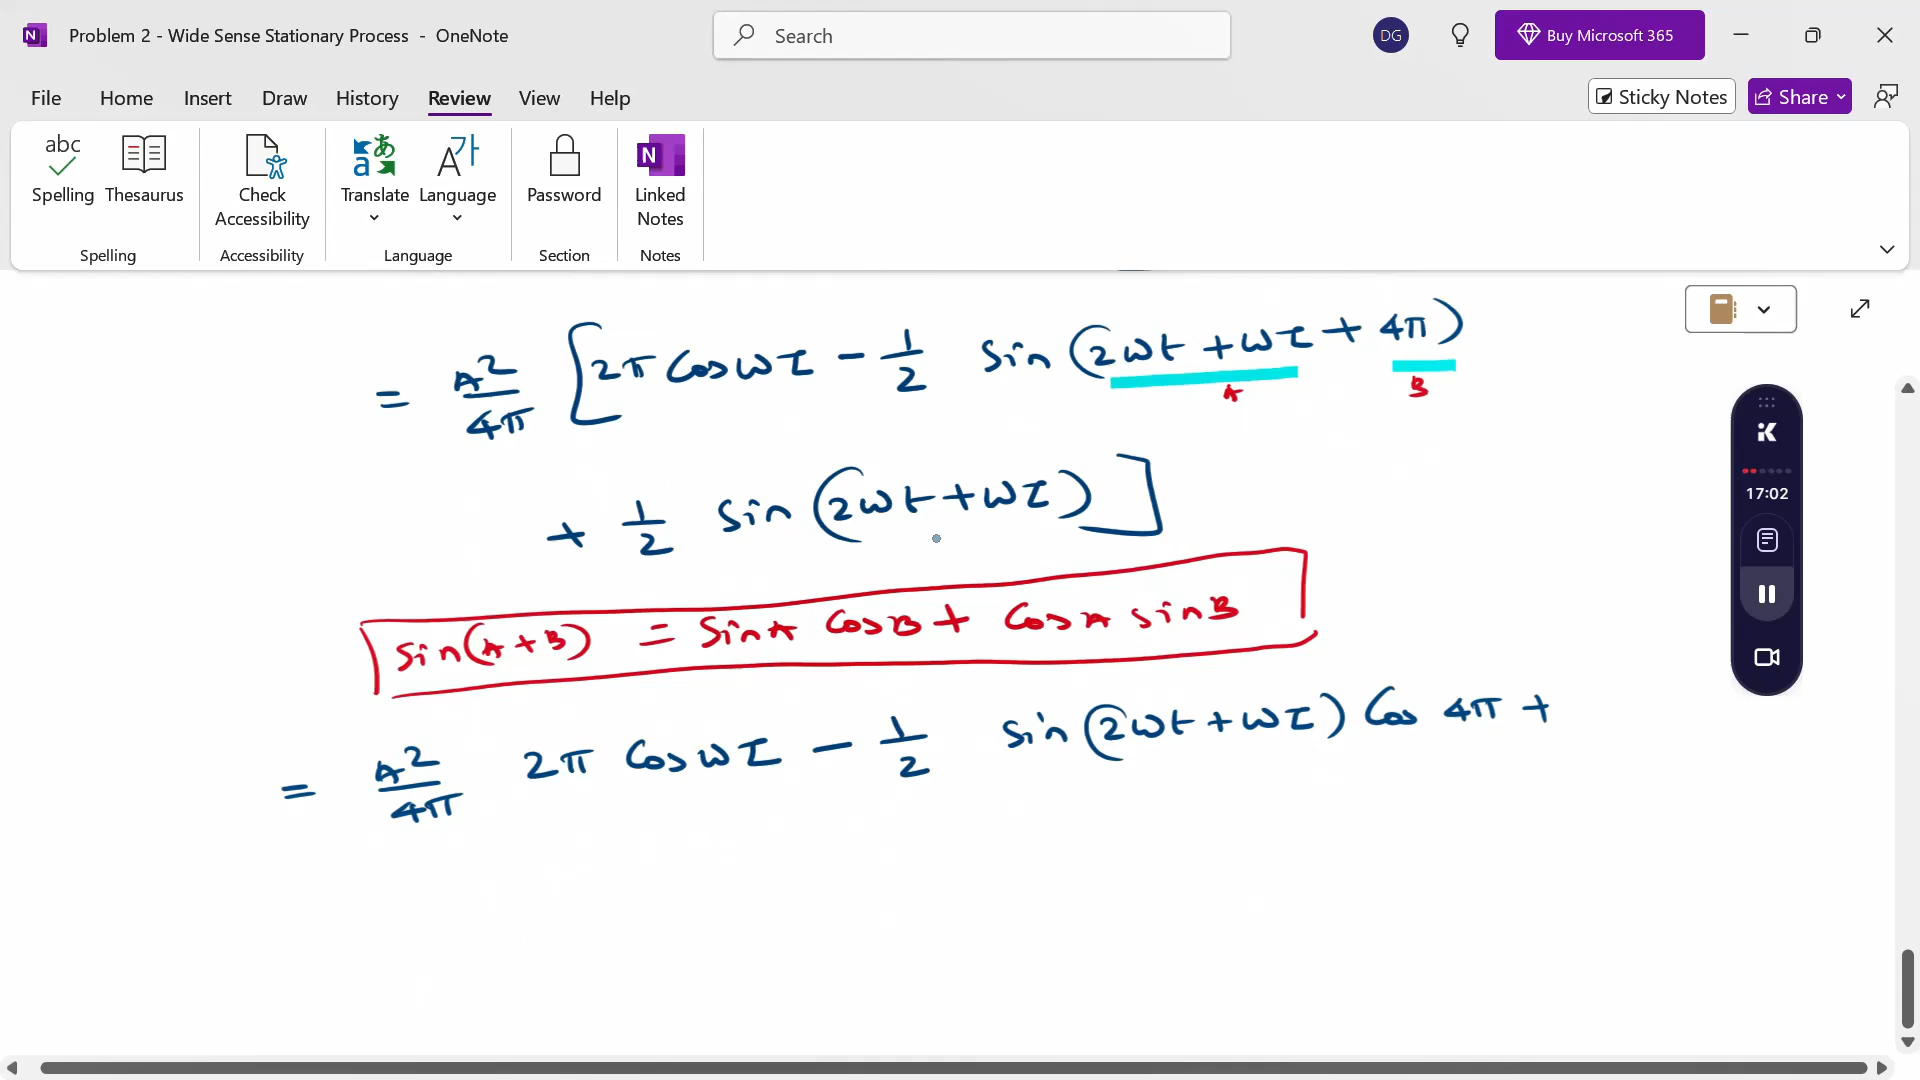 Problem 2 - Wide Sense Stationary Process - OneNote
Search
DG
Buy Microsoft 365
File Home Insert Draw History Review View Help
Sticky Notes
Share
abc
Spelling
Thesaurus
Check Accessibility
Translate
Language
Password
Linked Notes
Spelling
Accessibility
Language
Section
Notes
= A²/4π [2π Cos ωτ - 1/2 sin (2ωt + ωτ + 4π)
A B
+ 1/2 sin (2ωt + ωτ)]
17:02
sin(A+B) = sinA CosB + CosA sinB
= A²/4π 2π Cos ωτ - 1/2 sin (2ωt + ωτ) Cos 4π +